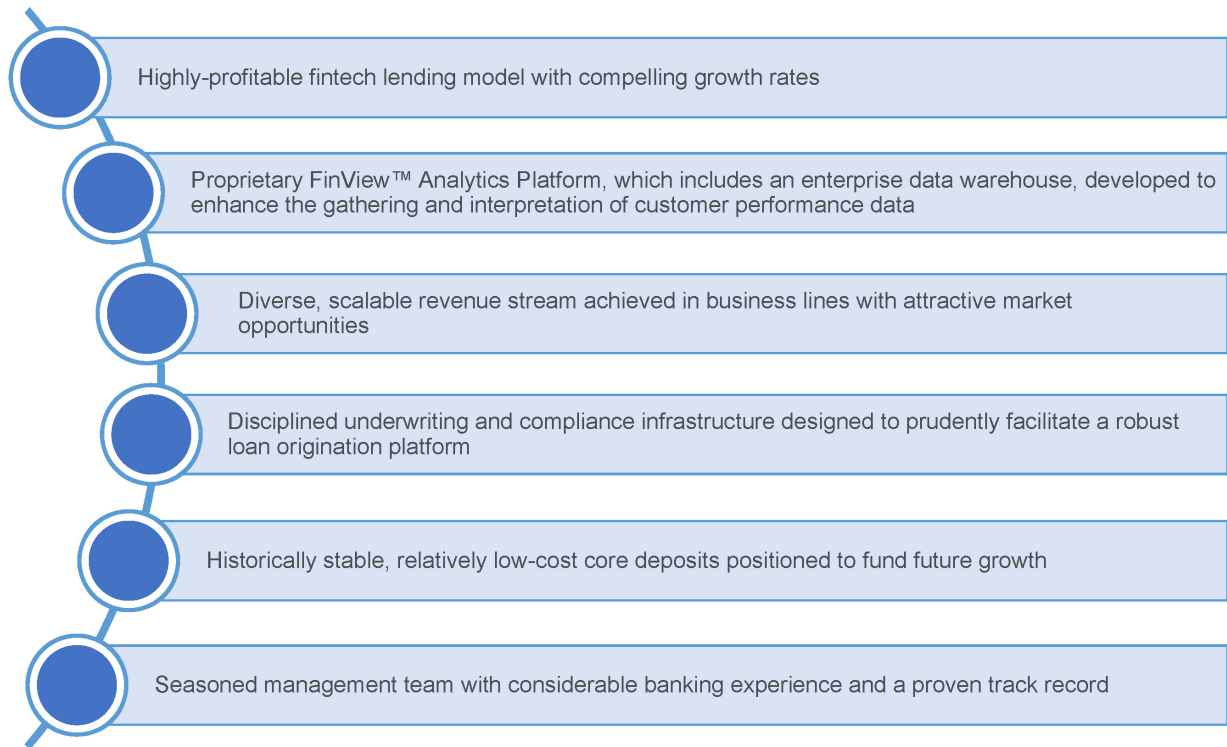 Highly-profitable fintech lending model with compelling growth rates
Proprietary FinView™ Analytics Platform, which includes an enterprise data warehouse, developed to
enhance the gathering and interpretation of customer performance data
Diverse, scalable revenue stream achieved in business lines with attractive market
opportunities
Disciplined underwriting and compliance infrastructure designed to prudently facilitate a robust
loan origination platform
Historically stable, relatively low-cost core deposits positioned to fund future growth
Seasoned management team with considerable banking experience and a proven track record